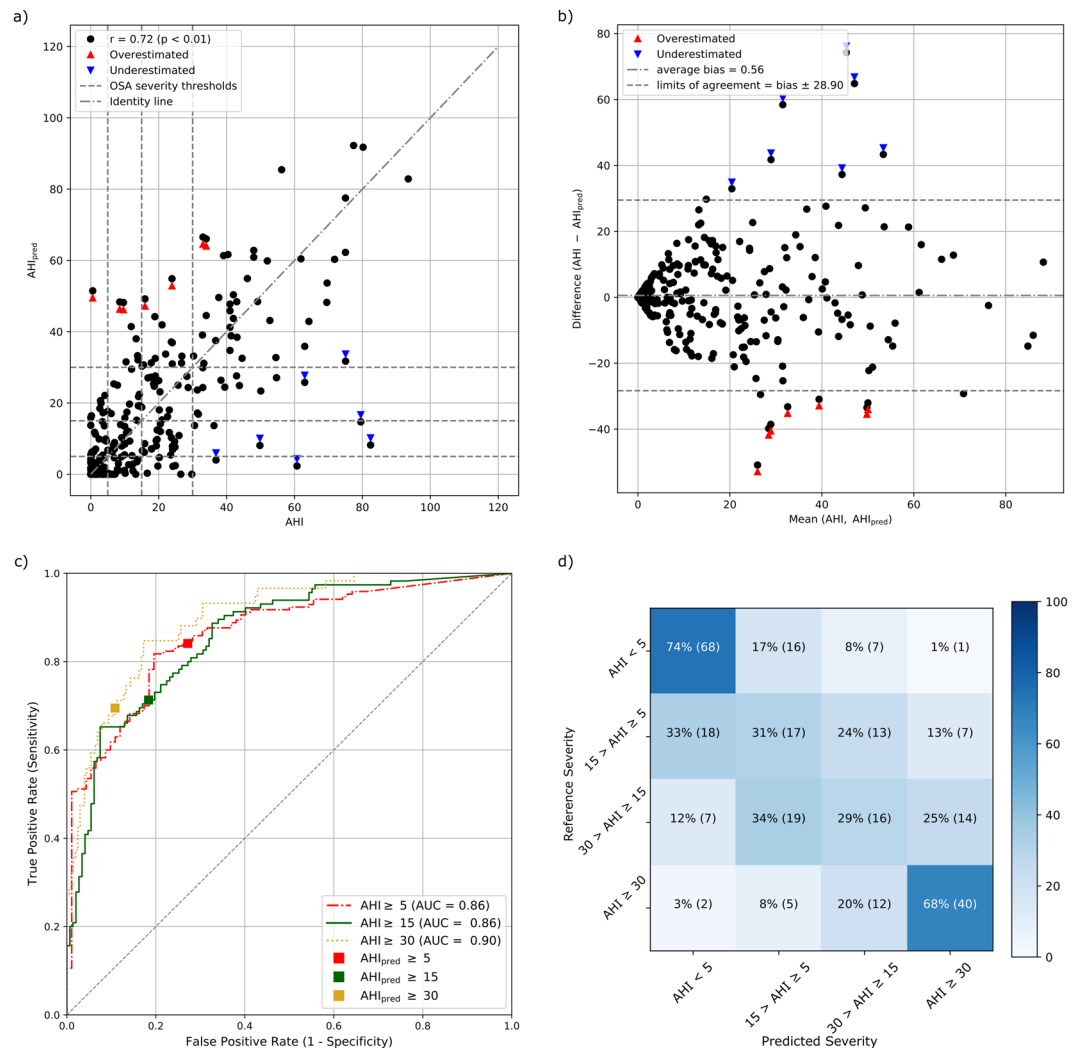 a)
r = 0.72 (p < 0.01)
Overestimated
Underestimated
OSA severity thresholds
Identity line
120
100
80
60
40
20
0
AHIpred
0 20 40 60 80 100 120
AHI
b)
Overestimated
Underestimated
average bias = 0.56
limits of agreement = bias ± 28.90
80
60
40
20
0
−20
−40
Difference (AHI − AHIpred)
0 20 40 60 80
Mean (AHI, AHIpred)
c)
1.0
0.8
0.6
0.4
0.2
0.0
True Positive Rate (Sensitivity)
AHI ≥ 5 (AUC = 0.86)
AHI ≥ 15 (AUC = 0.86)
AHI ≥ 30 (AUC = 0.90)
AHIpred ≥ 5
AHIpred ≥ 15
AHIpred ≥ 30
0.0 0.2 0.4 0.6 0.8 1.0
False Positive Rate (1 - Specificity)
d)
Reference Severity
AHI < 5
74% (68) 17% (16) 8% (7) 1% (1)
15 > AHI ≥ 5
33% (18) 31% (17) 24% (13) 13% (7)
30 > AHI ≥ 15
12% (7) 34% (19) 29% (16) 25% (14)
AHI ≥ 30
3% (2) 8% (5) 20% (12) 68% (40)
AHI < 5
15 > AHI ≥ 5
30 > AHI ≥ 15
AHI ≥ 30
Predicted Severity
100
80
60
40
20
0